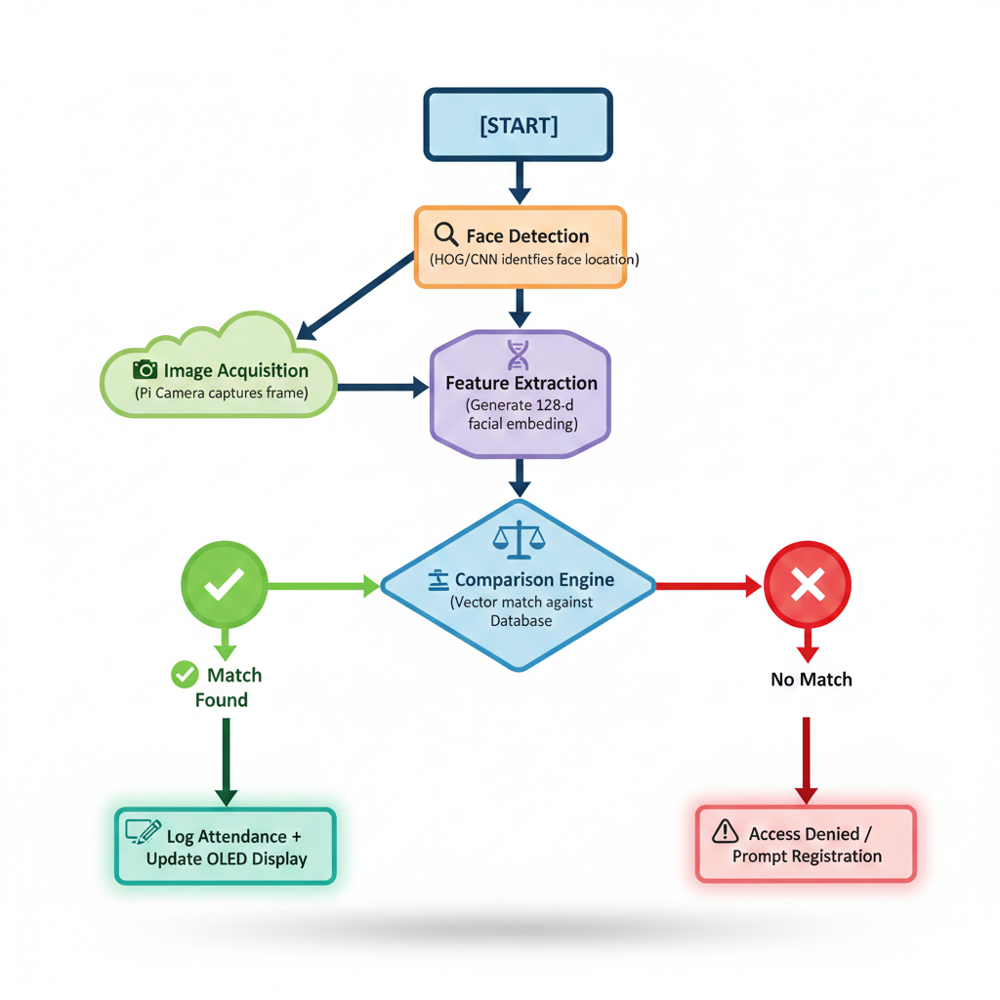 [START]
Face Detection
(HOG/CNN identfies face location)
Image Acquisition
(Pi Camera captures frame)
Feature Extraction
(Generate 128-d
facial embeding)
Comparison Engine
(Vector match against
Database
Match
Found
No Match
Log Attendance +
Update OLED Display
Access Denied /
Prompt Registration